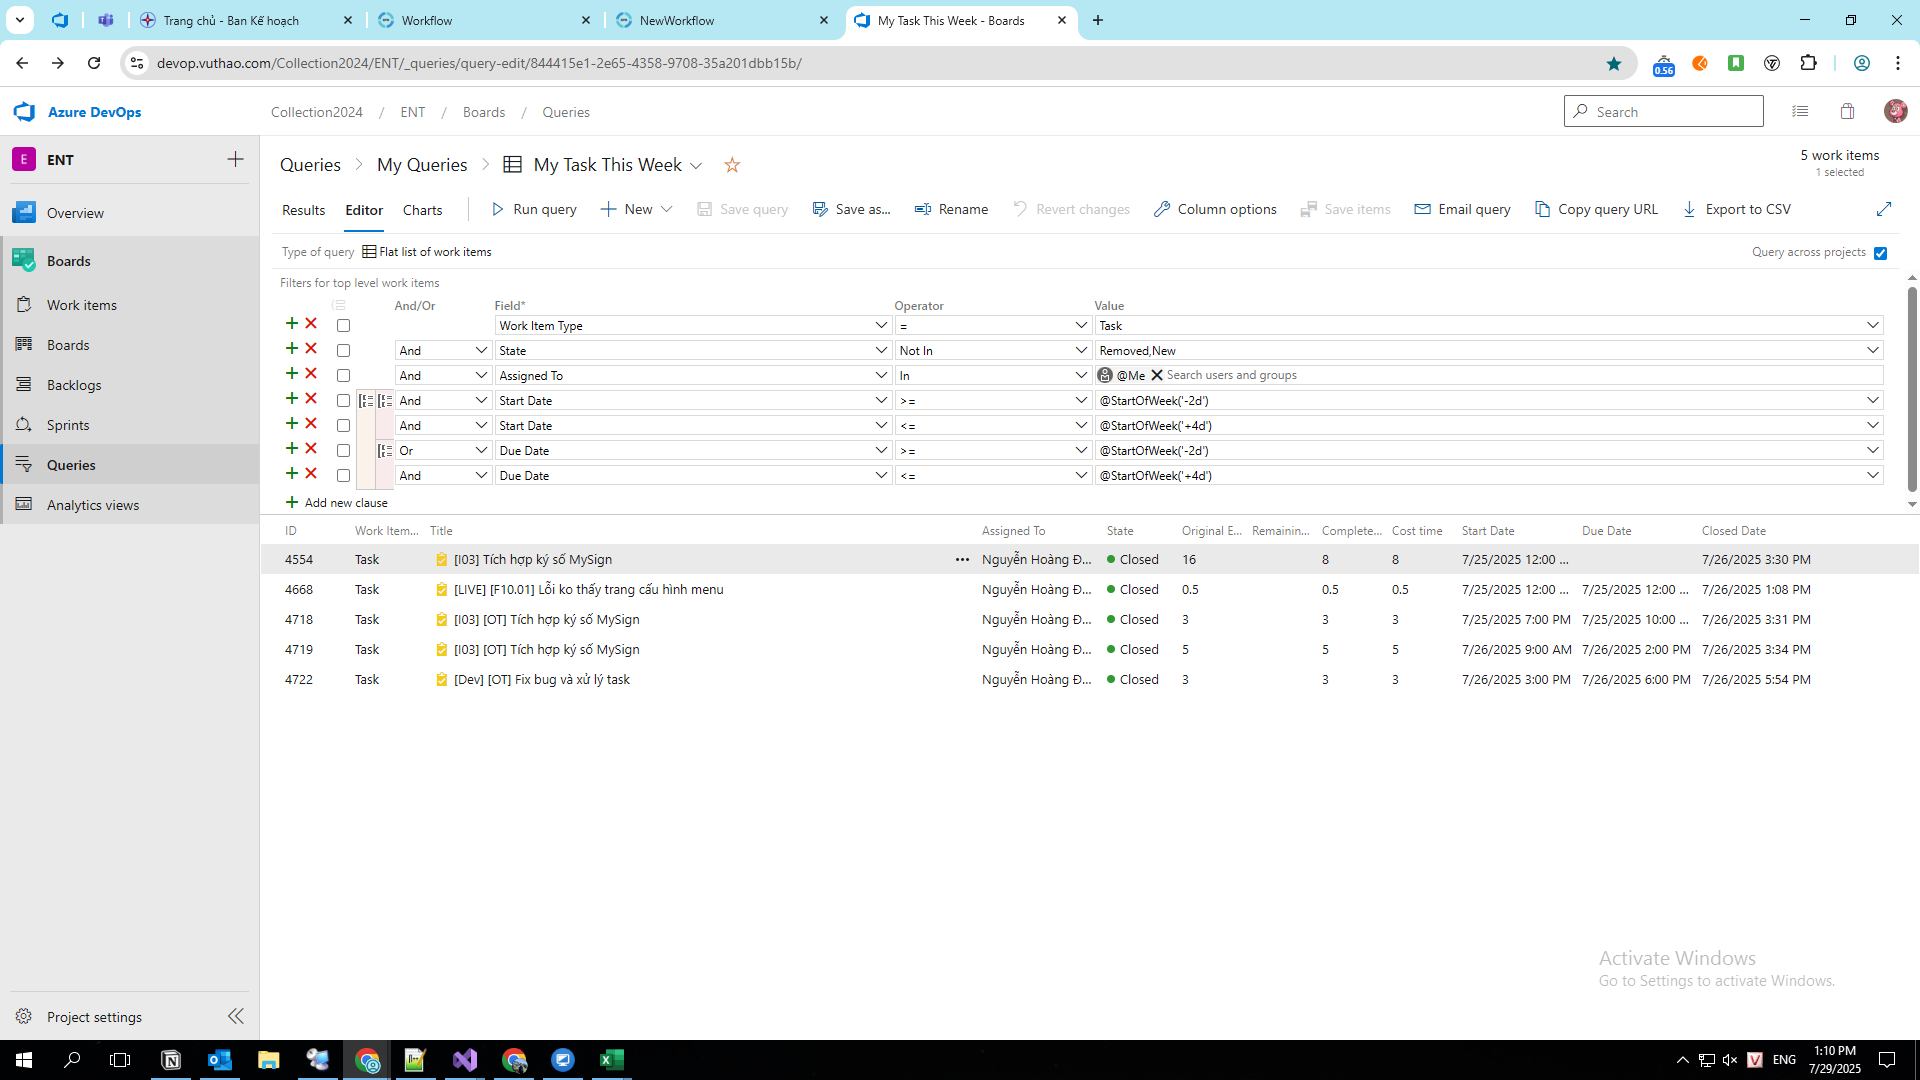 Trang chủ - Ban Kế hoạch
Workflow
NewWorkflow
My Task This Week - Boards
devop.vuthao.com/Collection2024/ENT/_queries/query-edit/844415e1-2e65-4358-9708-35a201dbb15b/
0.56
Azure DevOps
Collection2024 / ENT / Boards / Queries
Search
E ENT
Overview
Boards
Work items
Boards
Backlogs
Sprints
Queries
Analytics views
Project settings
Queries > My Queries > My Task This Week
5 work items
1 selected
Results Editor Charts Run query New Save query Save as... Rename Revert changes Column options Save items Email query Copy query URL Export to CSV
Type of query Flat list of work items
Query across projects
Filters for top level work items
And/Or Field* Operator Value
Work Item Type = Task
And State Not In Removed,New
And Assigned To In @Me Search users and groups
And Start Date >= @StartOfWeek('-2d')
And Start Date <= @StartOfWeek('+4d')
Or Due Date >= @StartOfWeek('-2d')
And Due Date <= @StartOfWeek('+4d')
Add new clause
ID Work Item... Title Assigned To State Original E... Remainin... Complete... Cost time Start Date Due Date Closed Date
4554 Task [I03] Tích hợp ký số MySign ... Nguyễn Hoàng Đ... Closed 16 8 8 7/25/2025 12:00 ... 7/26/2025 3:30 PM
4668 Task [LIVE] [F10.01] Lỗi ko thấy trang cấu hình menu Nguyễn Hoàng Đ... Closed 0.5 0.5 0.5 7/25/2025 12:00 ... 7/25/2025 12:00 ... 7/26/2025 1:08 PM
4718 Task [I03] [OT] Tích hợp ký số MySign Nguyễn Hoàng Đ... Closed 3 3 3 7/25/2025 7:00 PM 7/25/2025 10:00 ... 7/26/2025 3:31 PM
4719 Task [I03] [OT] Tích hợp ký số MySign Nguyễn Hoàng Đ... Closed 5 5 5 7/26/2025 9:00 AM 7/26/2025 2:00 PM 7/26/2025 3:34 PM
4722 Task [Dev] [OT] Fix bug và xử lý task Nguyễn Hoàng Đ... Closed 3 3 3 7/26/2025 3:00 PM 7/26/2025 6:00 PM 7/26/2025 5:54 PM
Activate Windows
Go to Settings to activate Windows.
ENG
1:10 PM
7/29/2025